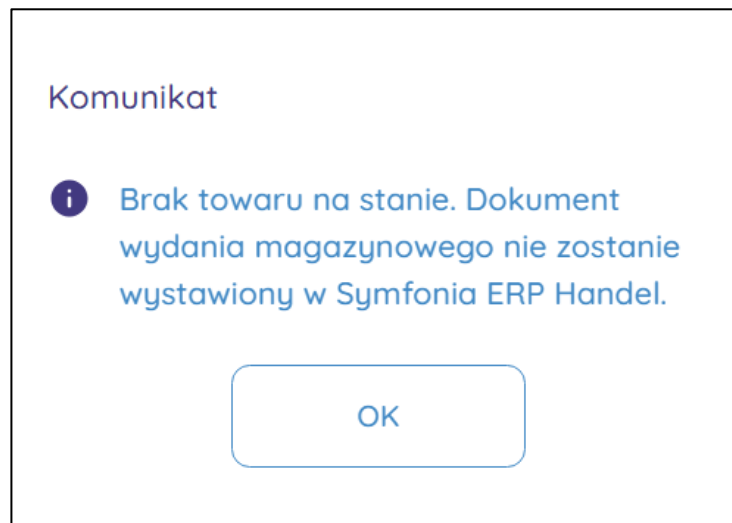 Komunikat
Brak towaru na stanie. Dokument
wydania magazynowego nie zostanie
wystawiony w Symfonia ERP Handel.
OK